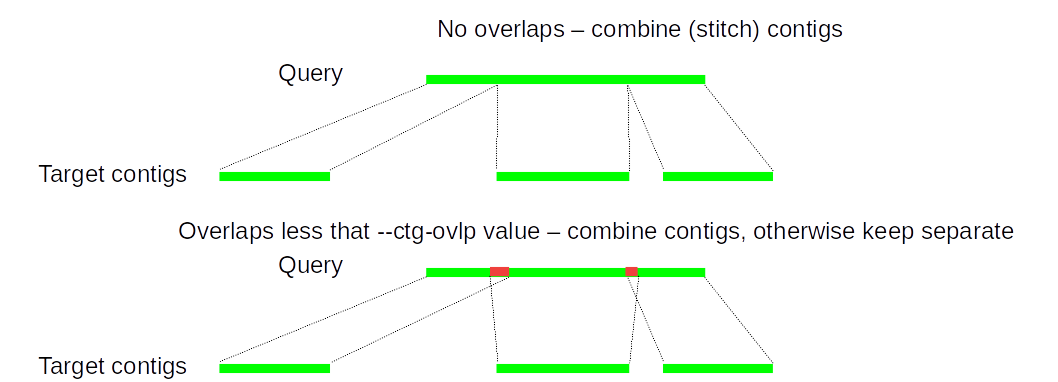 No overlaps – combine (stitch) contigs
Query
Target contigs
Overlaps less that --ctg-ovlp value – combine contigs, otherwise keep separate
Query
Target contigs